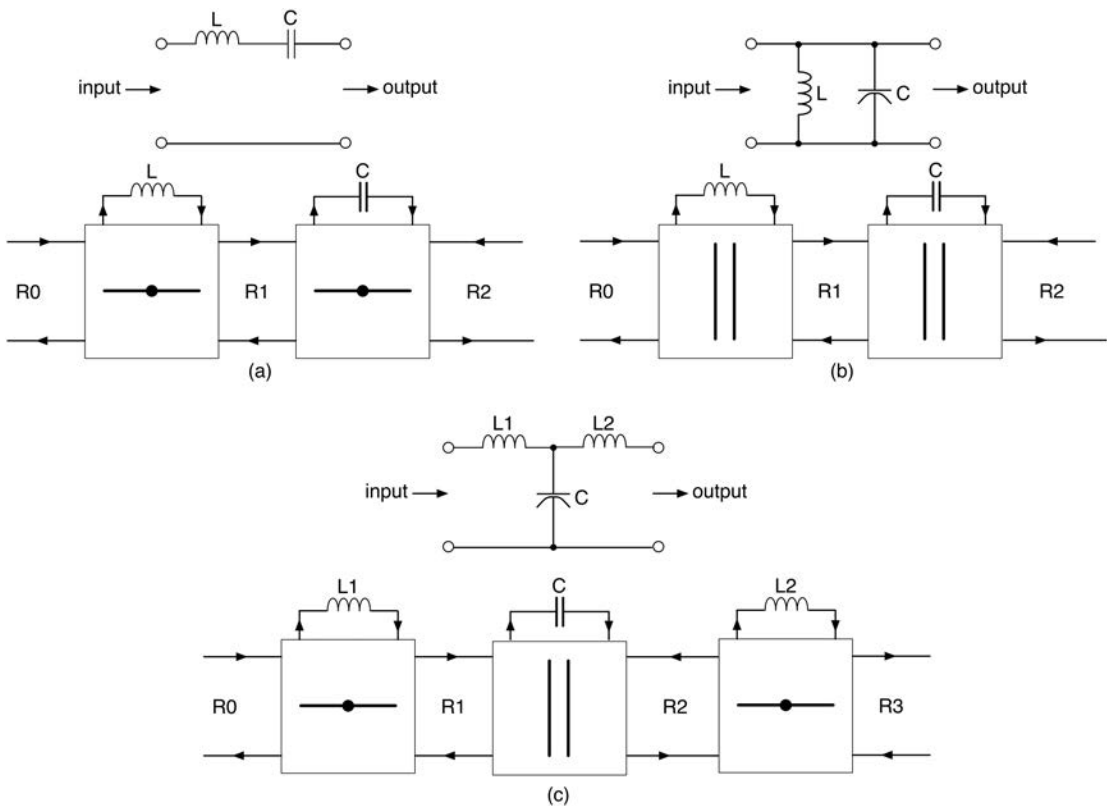 L C
input output
L C
R0 R1 R2
(a)
input L C output
L C
R0 R1 R2
(b)
L1 L2
input C output
L1 C L2
R0 R1 R2 R3
(c)